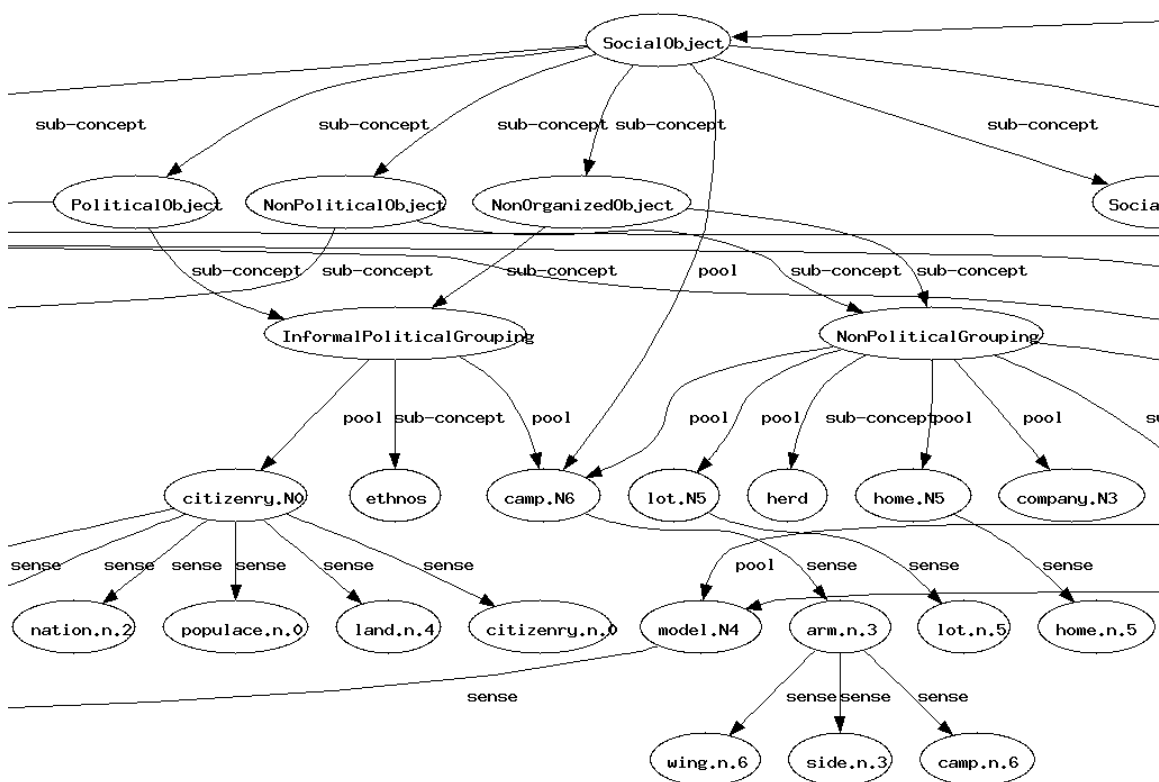 SocialObject
sub-concept sub-concept sub-concept sub-concept sub-concept
PoliticalObject NonPoliticalObject NonOrganizedObject Social
sub-concept sub-concept sub-concept pool sub-concept sub-concept
InformalPoliticalGrouping NonPoliticalGrouping
pool sub-concept pool pool pool sub-concept pool pool su
citizenry.N0 ethnos camp.N6 lot.N5 herd home.N5 company.N3
sense sense sense sense sense sense pool sense sense sense
nation.n.2 populace.n.0 land.n.4 citizenry.n.0 model.N4 arm.n.3 lot.n.5 home.n.5
sense sense sense sense
wing.n.6 side.n.3 camp.n.6